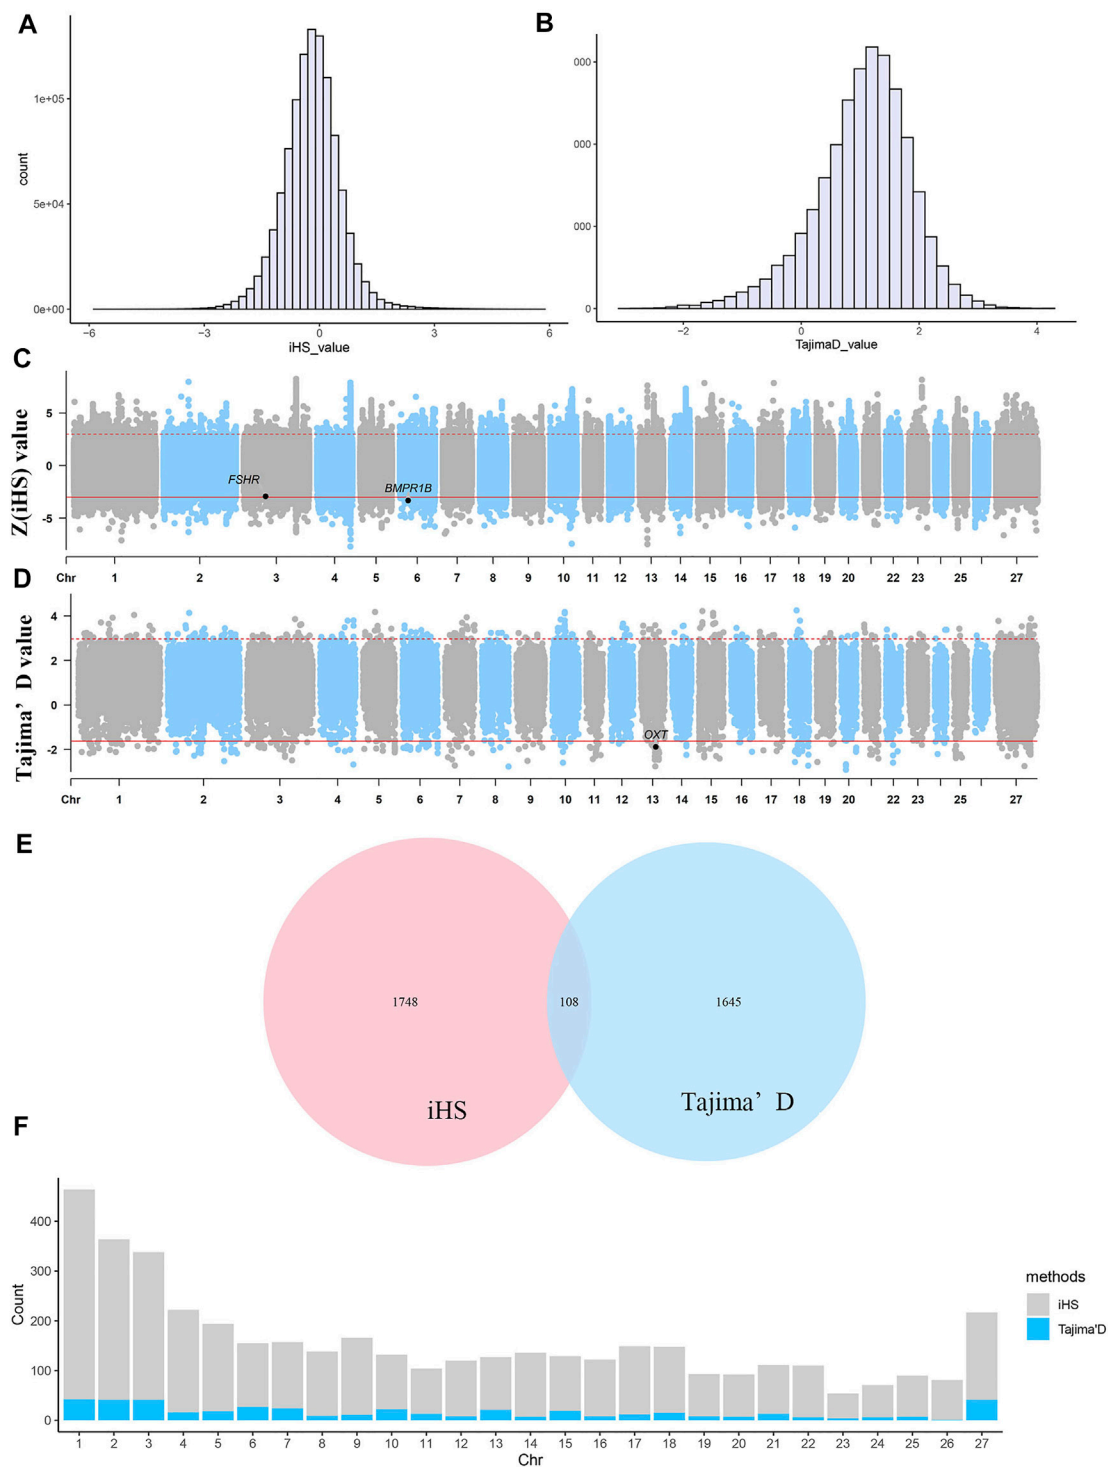 A
1e+05
5e+04
0e+00
count
−6
−3
0
3
6
iHS_value
B
000
000
000
0
−2
0
2
4
TajimaD_value
C
Z(iHS) value
5
0
-5
FSHR
BMPR1B
Chr 1 2 3 4 5 6 7 8 9 10 11 12 13 14 15 16 17 18 19 20 22 23 25 27
D
Tajima' D value
4
2
0
-2
OXT
Chr 1 2 3 4 5 6 7 8 9 10 11 12 13 14 15 16 17 18 19 20 22 23 25 27
E
1748
108
1645
iHS
Tajima' D
F
Count
400
300
200
100
0
1 2 3 4 5 6 7 8 9 10 11 12 13 14 15 16 17 18 19 20 21 22 23 24 25 26 27
Chr
methods
iHS
Tajima'D